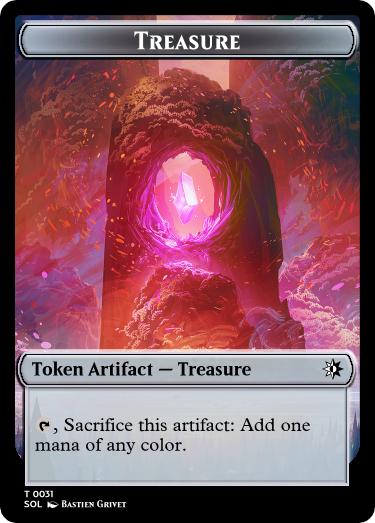 TREASURE
Token Artifact — Treasure
, Sacrifice this artifact: Add one
mana of any color.
T 0031
SOL BASTIEN GRIVET